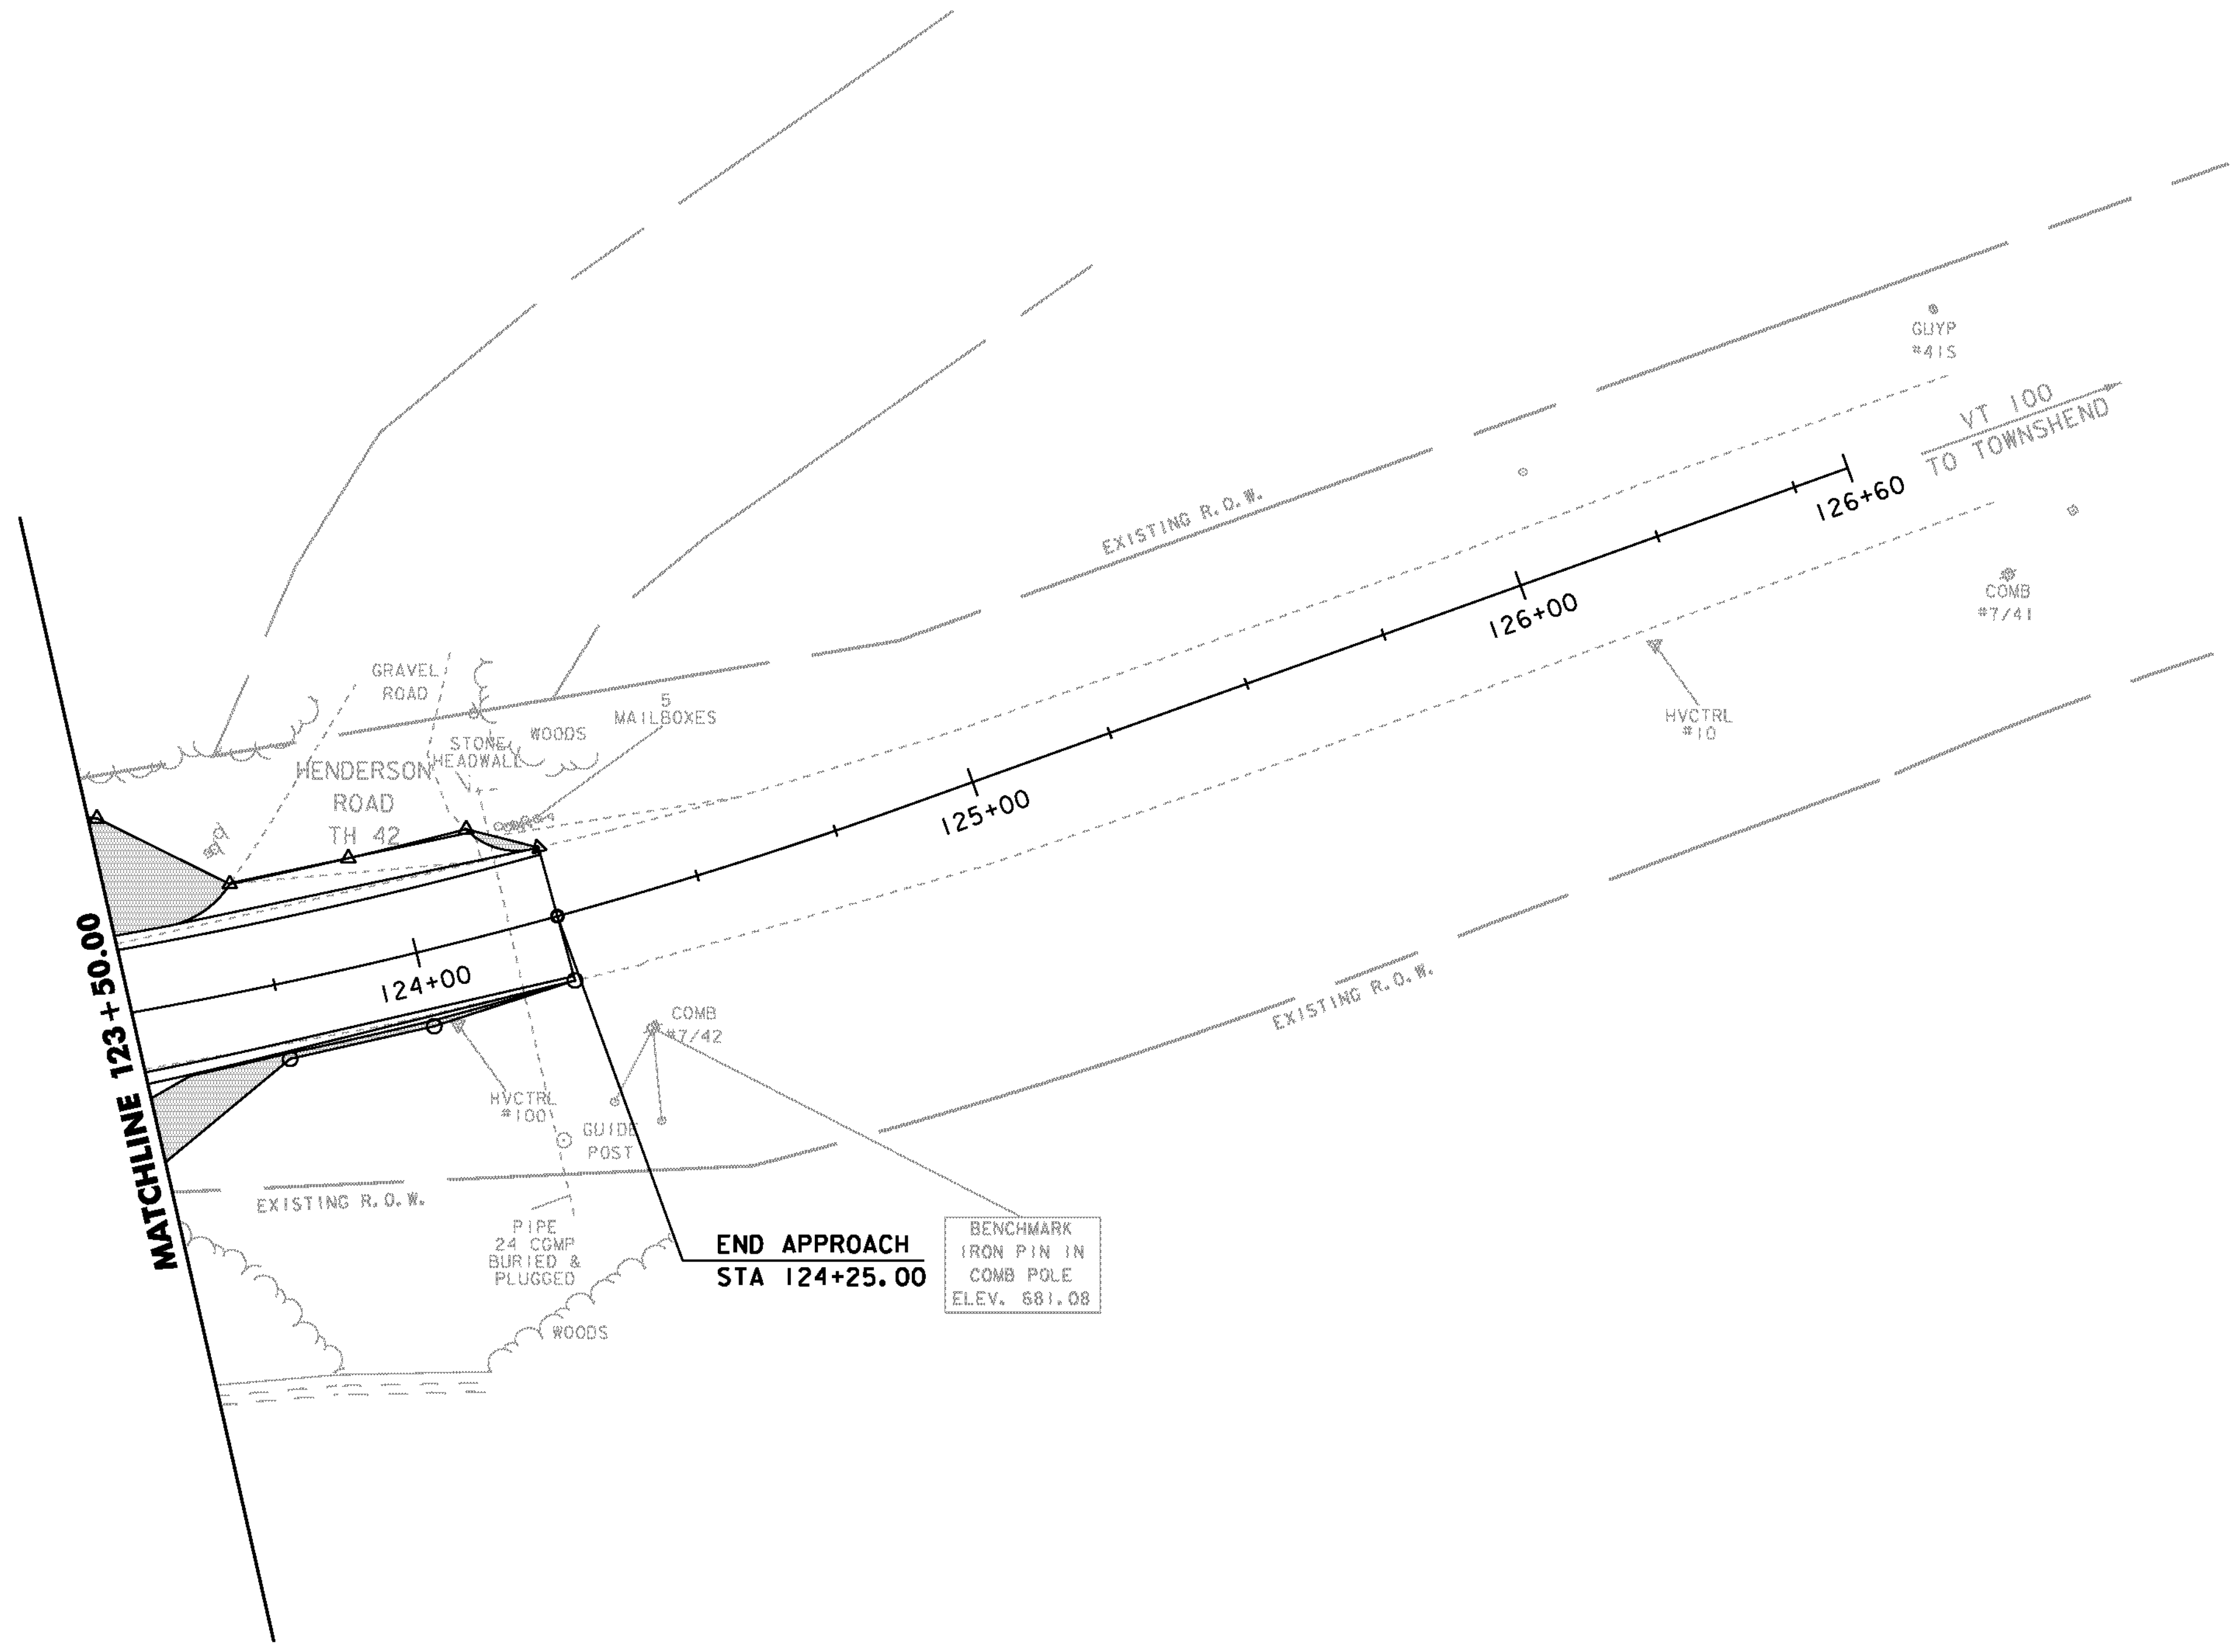 GUYP
#41S
VT 100
TO TOWNSHEND
126+60
EXISTING R.O.W.
COMB
#7/41
126+00
GRAVEL
ROAD
5
MAILBOXES
HVCTRL
#10
WOODS
STONE
HEADWALL
HENDERSON
ROAD
TH 42
125+00
MATCHLINE 123+50.00
124+00
EXISTING R.O.W.
COMB
#7/42
HVCTRL
#100
GUIDE
POST
EXISTING R.O.W.
PIPE
24 CGMP
BURIED &
PLUGGED
END APPROACH
STA 124+25.00
BENCHMARK
IRON PIN IN
COMB POLE
ELEV. 681.08
WOODS